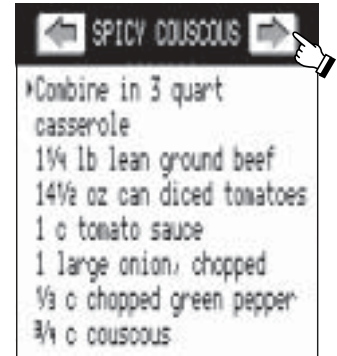 SPICY COUSCOUS
Combine in 3 quart
casserole
1¼ lb lean ground beef
14½ oz can diced tomatoes
1 c tomato sauce
1 large onion, chopped
⅓ c chopped green pepper
¾ c couscous